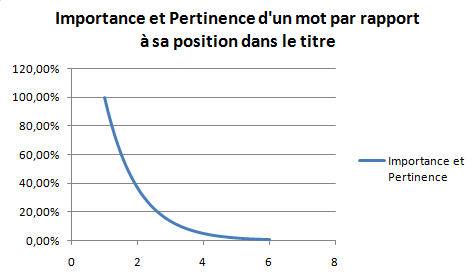 Importance et Pertinence d'un mot par rapport
à sa position dans le titre
120,00%
100,00%
80,00%
60,00%
40,00%
20,00%
0,00%
0 2 4 6 8
Importance et
Pertinence